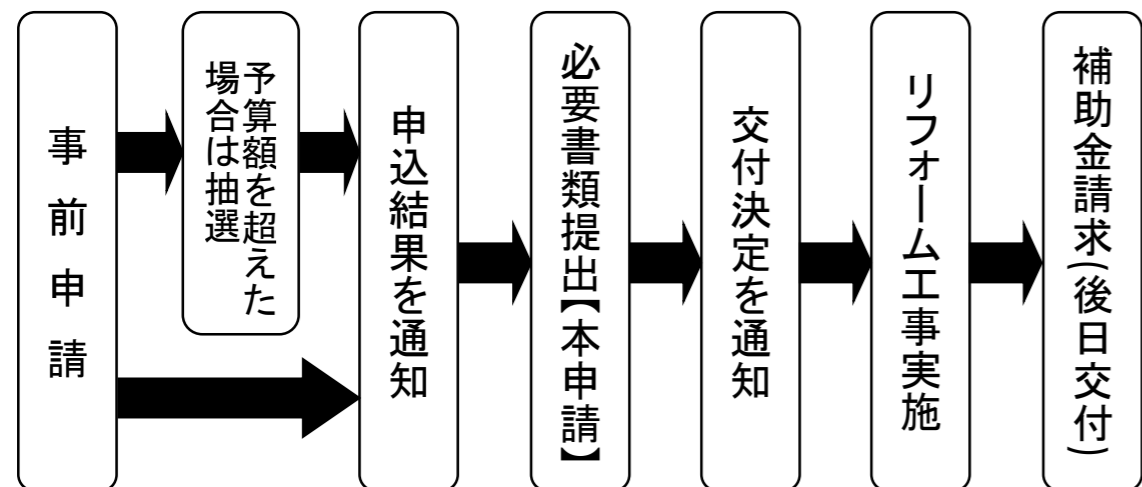 事前申請
予算額を超えた
場合は抽選
申込結果を通知
必要書類提出【本申請】
交付決定を通知
リフォーム工事実施
補助金請求(後日交付)